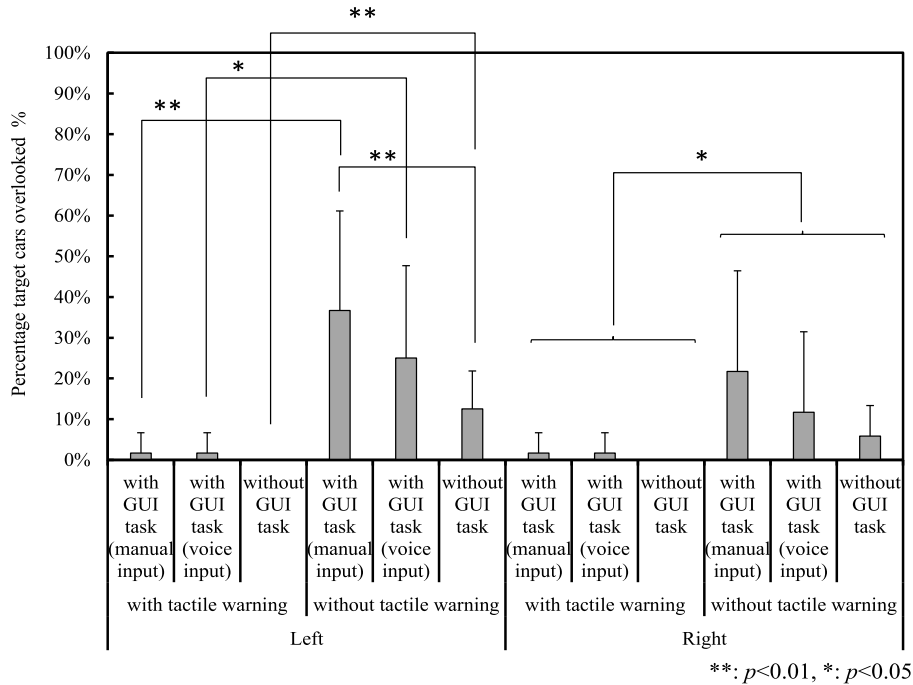 **
100%
*
90%
**
80%
**
*
70%
60%
50%
40%
30%
20%
10%
0%
Percentage target cars overlooked %
with GUI task (manual input)
with GUI task (voice input)
without GUI task
with GUI task (manual input)
with GUI task (voice input)
without GUI task
with GUI task (manual input)
with GUI task (voice input)
without GUI task
with GUI task (manual input)
with GUI task (voice input)
without GUI task
with tactile warning
without tactile warning
with tactile warning
without tactile warning
Left
Right
**: p<0.01, *: p<0.05